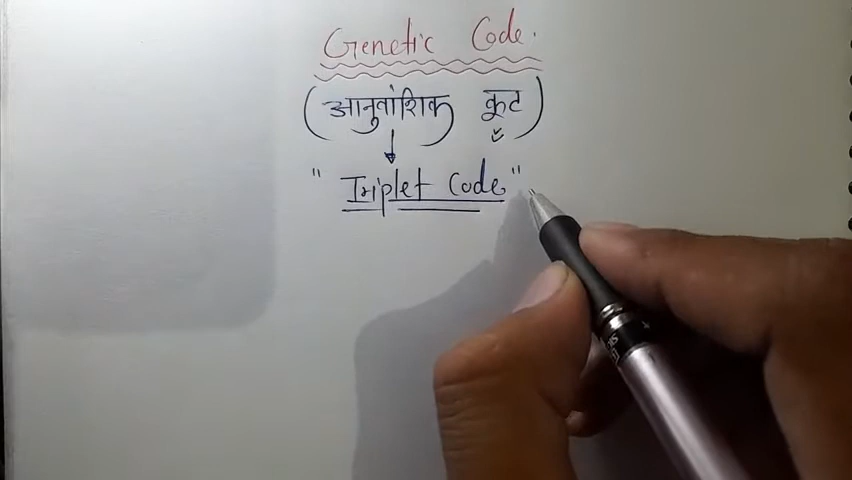 Genetic Code.
(आनुवांशिक कूट)
" Triplet Code "